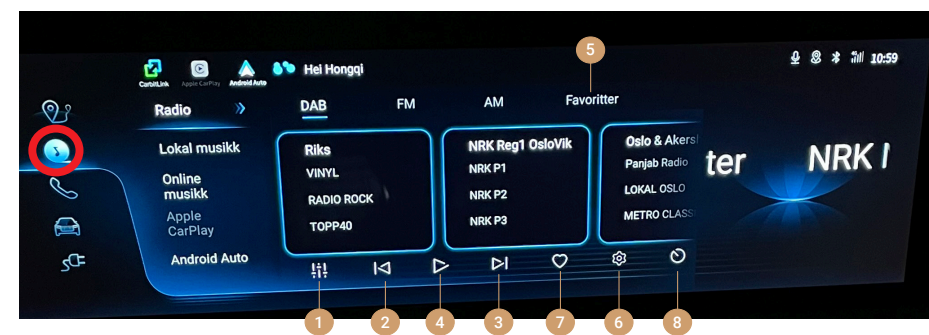 5
CarbitLink
Apple CarPlay
Android Auto
Hei Hongqi
10:59
Radio
DAB
FM
AM
Favoritter
Lokal musikk
Online
musikk
Apple
CarPlay
Android Auto
Riks
VINYL
RADIO ROCK
TOPP40
NRK Reg1 OsloVik
NRK P1
NRK P2
NRK P3
Oslo & Akersh
Panjab Radio
LOKAL OSLO
METRO CLASS
ter
NRK
1
2
4
3
7
6
8